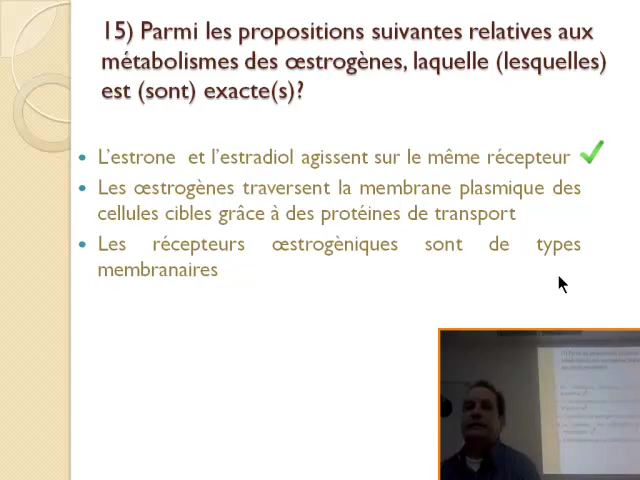 15) Parmi les propositions suivantes relatives aux
métabolismes des œstrogènes, laquelle (lesquelles)
est (sont) exacte(s)?
• L’estrone et l’estradiol agissent sur le même récepteur
• Les œstrogènes traversent la membrane plasmique des
cellules cibles grâce à des protéines de transport
• Les récepteurs œstrogèniques sont de types
membranaires